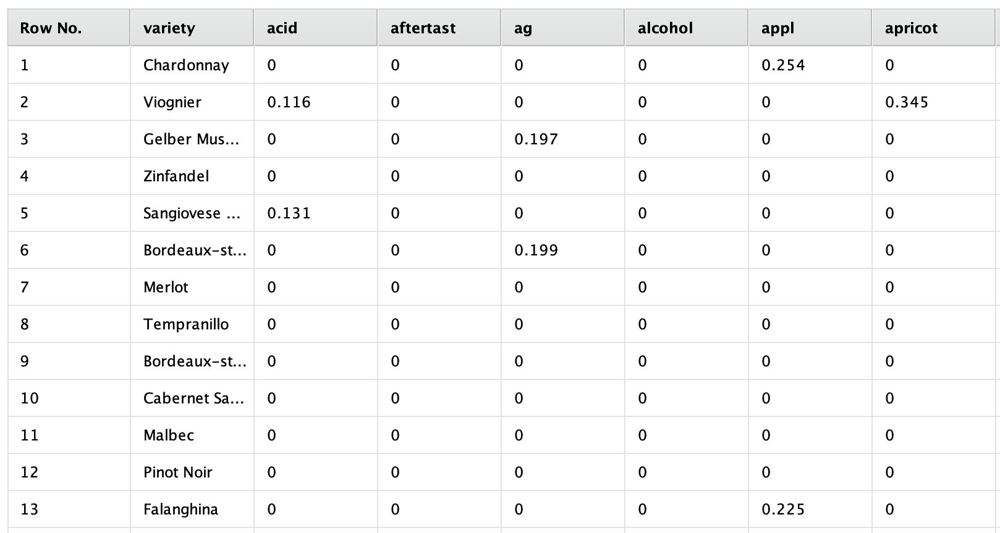 Row No. variety acid aftertast ag alcohol appl apricot
1 Chardonnay 0 0 0 0 0.254 0
2 Viognier 0.116 0 0 0 0 0.345
3 Gelber Mus... 0 0 0.197 0 0 0
4 Zinfandel 0 0 0 0 0 0
5 Sangiovese ... 0.131 0 0 0 0 0
6 Bordeaux-st... 0 0 0.199 0 0 0
7 Merlot 0 0 0 0 0 0
8 Tempranillo 0 0 0 0 0 0
9 Bordeaux-st... 0 0 0 0 0 0
10 Cabernet Sa... 0 0 0 0 0 0
11 Malbec 0 0 0 0 0 0
12 Pinot Noir 0 0 0 0 0 0
13 Falanghina 0 0 0 0 0.225 0